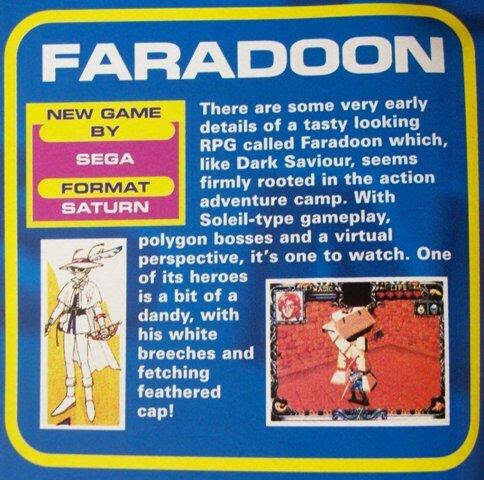 FARADOON
NEW GAME
BY
SEGA
FORMAT
SATURN
There are some very early
details of a tasty looking
RPG called Faradoon which,
like Dark Saviour, seems
firmly rooted in the action
adventure camp. With
Soleil-type gameplay,
polygon bosses and a virtual
perspective, it's one to watch. One
of its heroes
is a bit of a
dandy, with
his white
breeches and
fetching
feathered
cap!
MAGIC
LIFE